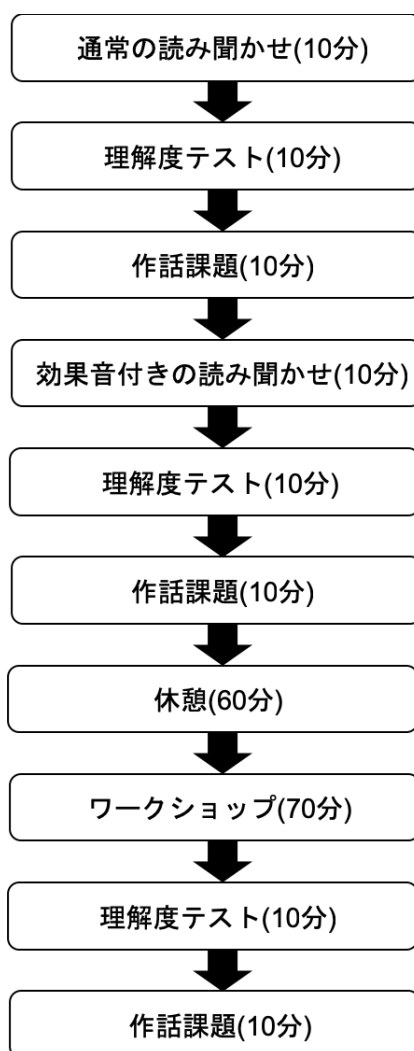 通常の読み聞かせ(10分)
理解度テスト(10分)
作話課題(10分)
効果音付きの読み聞かせ(10分)
理解度テスト(10分)
作話課題(10分)
休憩(60分)
ワークショップ(70分)
理解度テスト(10分)
作話課題(10分)